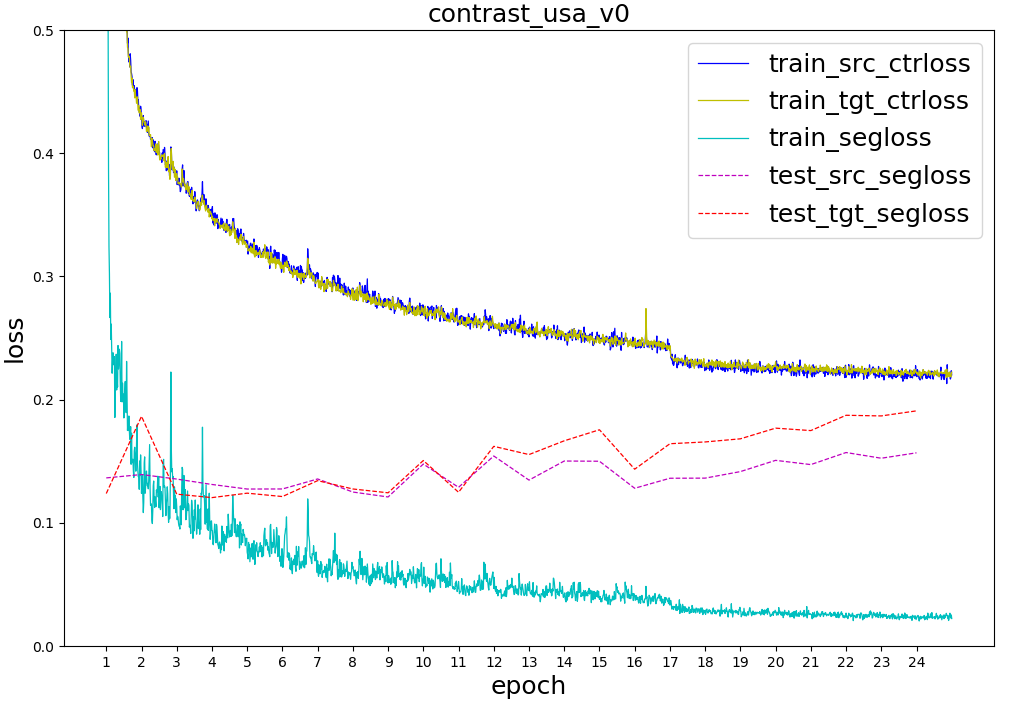 contrast_usa_v0
0.5
0.4
0.3
0.2
0.1
0.0
loss
train_src_ctrloss
train_tgt_ctrloss
train_segloss
test_src_segloss
test_tgt_segloss
1 2 3 4 5 6 7 8 9 10 11 12 13 14 15 16 17 18 19 20 21 22 23 24
epoch